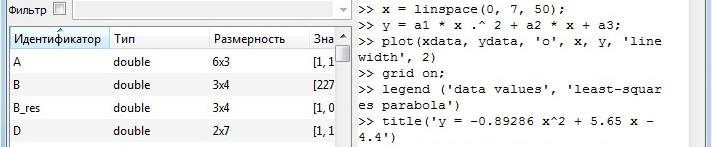 Фильтр
Идентификатор Тип Размерность Зна
A double 6x3 [1, 1
B double 3x4 [227
B_res double 3x4 [1, 0
D double 2x7 [1, 1
>> x = linspace(0, 7, 50);
>> y = a1 * x .^ 2 + a2 * x + a3;
>> plot(xdata, ydata, 'o', x, y, 'line
width', 2)
>> grid on;
>> legend ('data values', 'least-squar
es parabola')
>> title('y = -0.89286 x^2 + 5.65 x -
4.4')